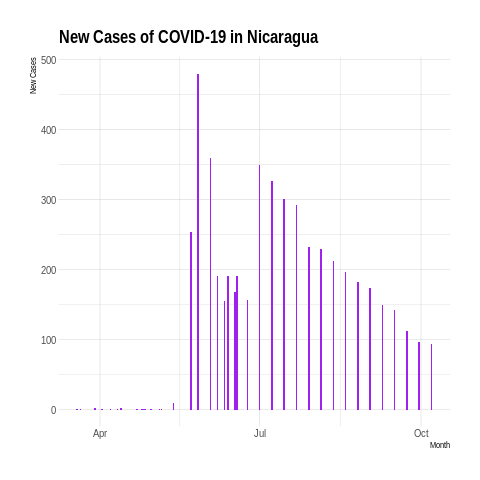 New Cases of COVID-19 in Nicaragua
New Cases
500
400
300
200
100
0
Apr
Jul
Oct
Month